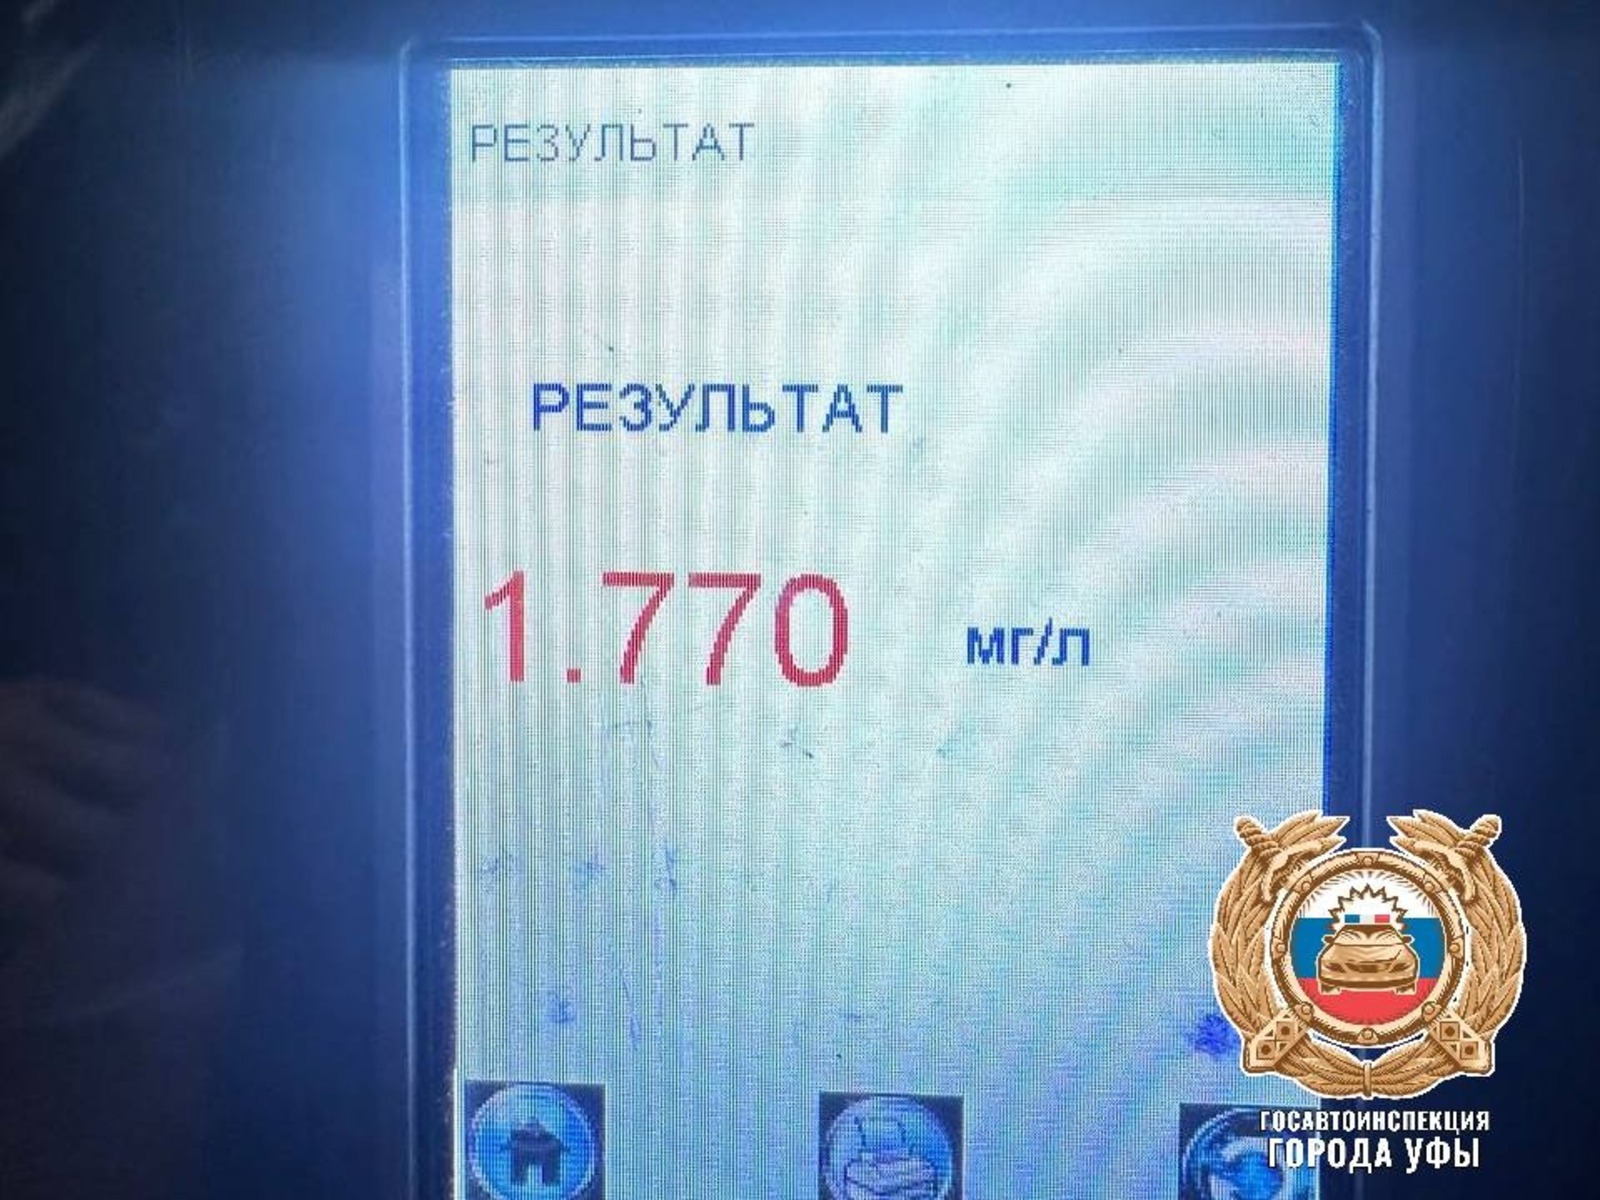 РЕЗУЛЬТАТ
РЕЗУЛЬТАТ
1.770 мг/л
ГОСАВТОИНСПЕКЦИЯ
ГОРОДА УФЫ